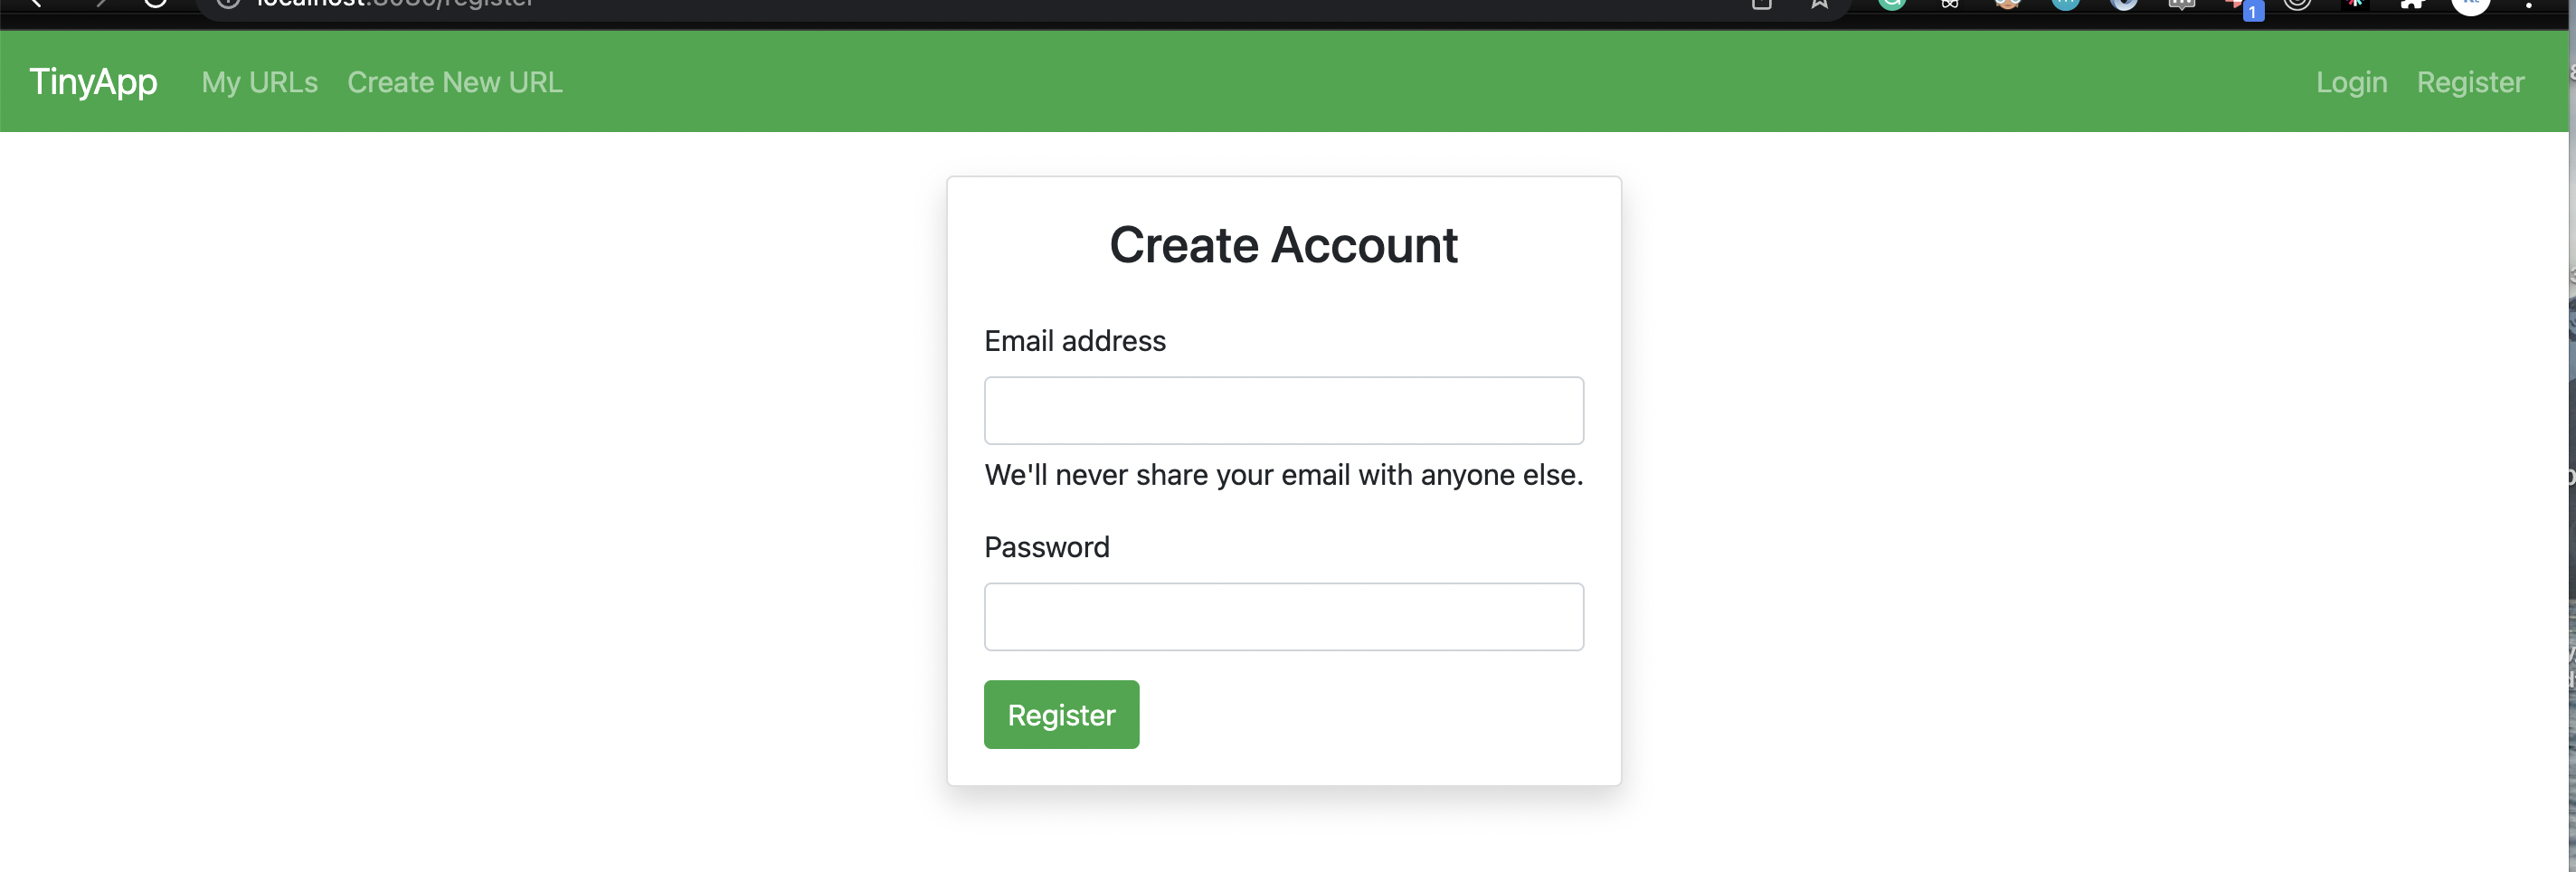 localhost:8080/register
1
TinyApp My URLs Create New URL Login Register
Create Account
Email address
We'll never share your email with anyone else.
Password
Register